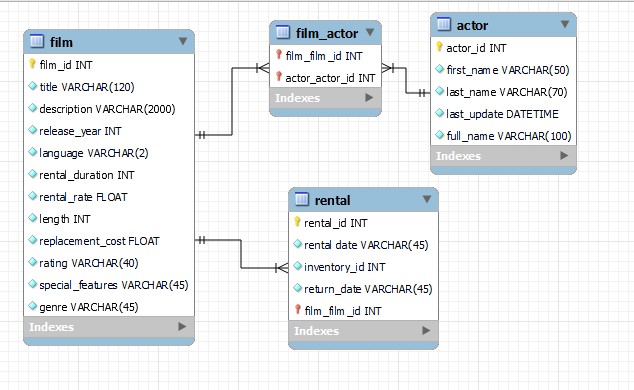 film
film_id INT
title VARCHAR(120)
description VARCHAR(2000)
release_year INT
language VARCHAR(2)
rental_duration INT
rental_rate FLOAT
length INT
replacement_cost FLOAT
rating VARCHAR(40)
special_features VARCHAR(45)
genre VARCHAR(45)
Indexes
film_actor
film_film_id INT
actor_actor_id INT
Indexes
actor
actor_id INT
first_name VARCHAR(50)
last_name VARCHAR(70)
last_update DATETIME
full_name VARCHAR(100)
Indexes
rental
rental_id INT
rental date VARCHAR(45)
inventory_id INT
return_date VARCHAR(45)
film_film_id INT
Indexes